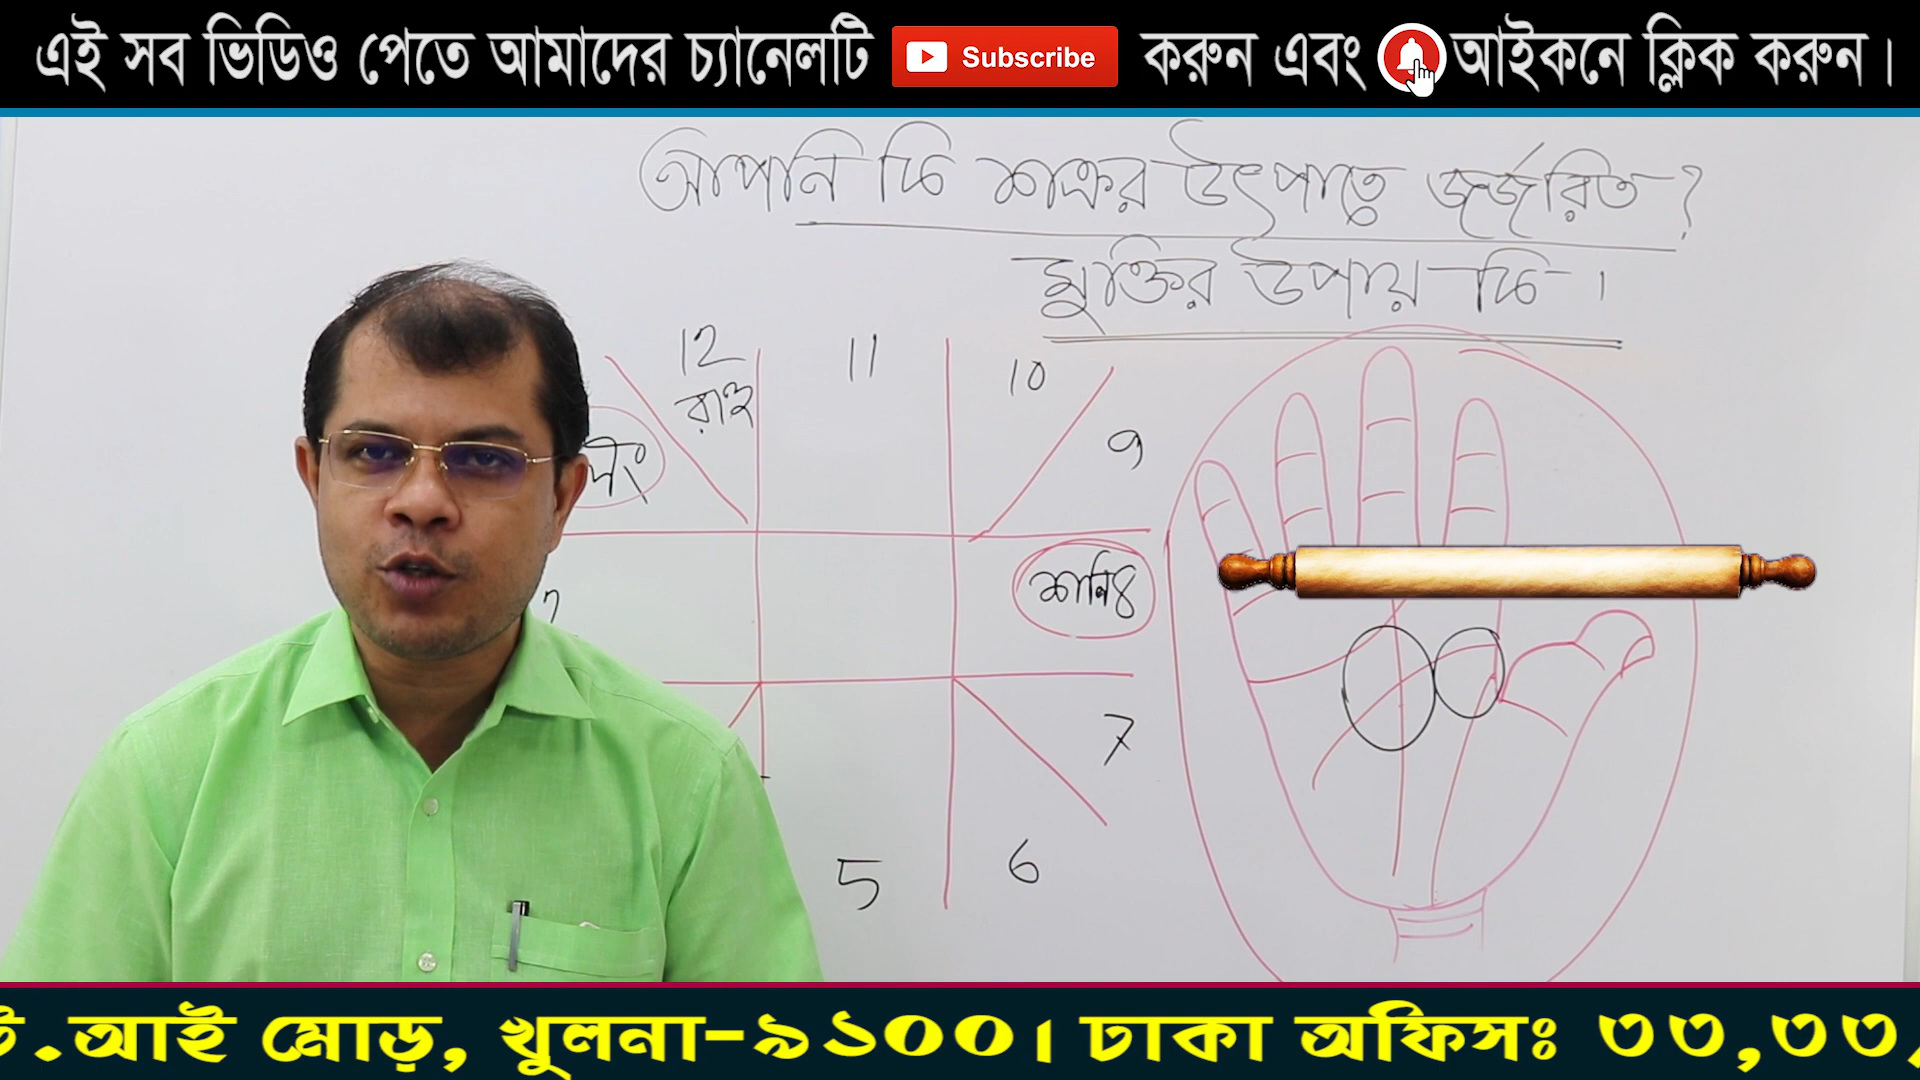 এই সব ভিডিও পেতে আমাদের চ্যানেলটি Subscribe করুন এবং আইকনে ক্লিক করুন।
আপনি কি শত্রুর উৎপাতে জর্জরিত?
মুক্তির উপায় কি।
12 11 10
রাহু
9
শনি ৪
7
5 6
.আই মোড়, খুলনা-৯১০০। ঢাকা অফিসঃ ৩৩,৩৩,